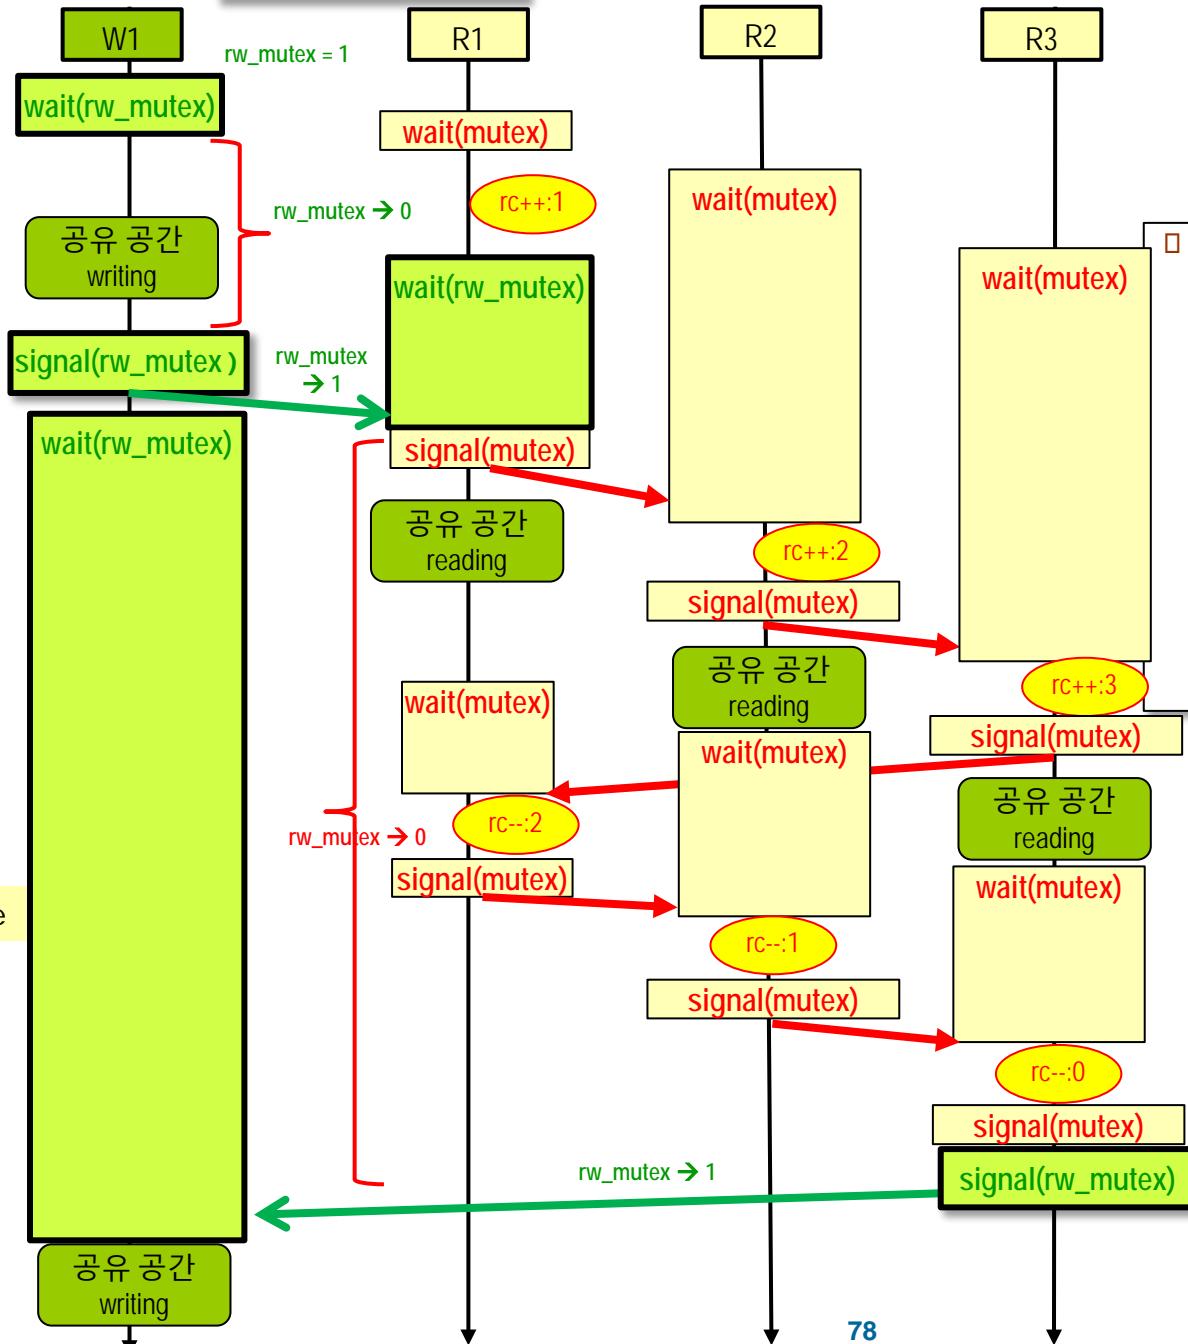 W1
R1
R2
R3
rw_mutex = 1
wait(rw_mutex)
wait(mutex)
rc++:1
wait(mutex)
rw_mutex → 0
공유 공간
writing
wait(rw_mutex)
wait(mutex)
signal(rw_mutex)
rw_mutex
→ 1
wait(rw_mutex)
signal(mutex)
공유 공간
reading
rc++:2
signal(mutex)
공유 공간
reading
rc++:3
wait(mutex)
signal(mutex)
wait(mutex)
공유 공간
reading
rc--:2
rw_mutex → 0
signal(mutex)
wait(mutex)
e
rc--:1
signal(mutex)
rc--:0
signal(mutex)
rw_mutex → 1
signal(rw_mutex)
공유 공간
writing
78